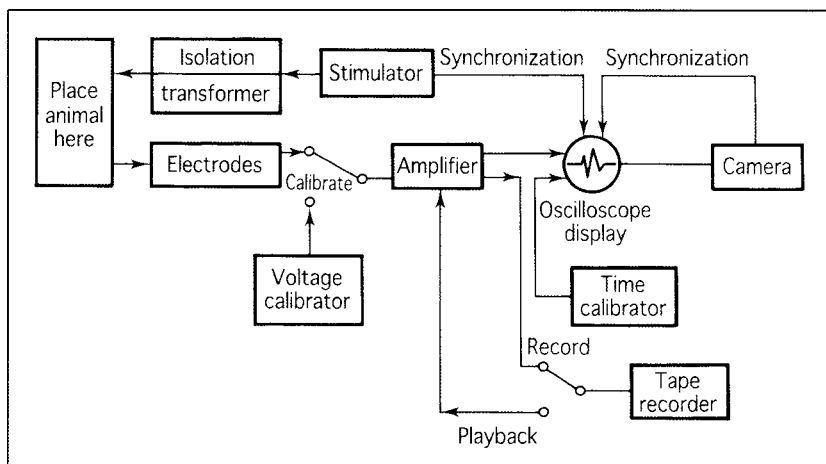 Isolation
transformer
Stimulator
Synchronization
Synchronization
Place
animal
here
Electrodes
Calibrate
Amplifier
Camera
Oscilloscope
display
Voltage
calibrator
Time
calibrator
Record
Tape
recorder
Playback